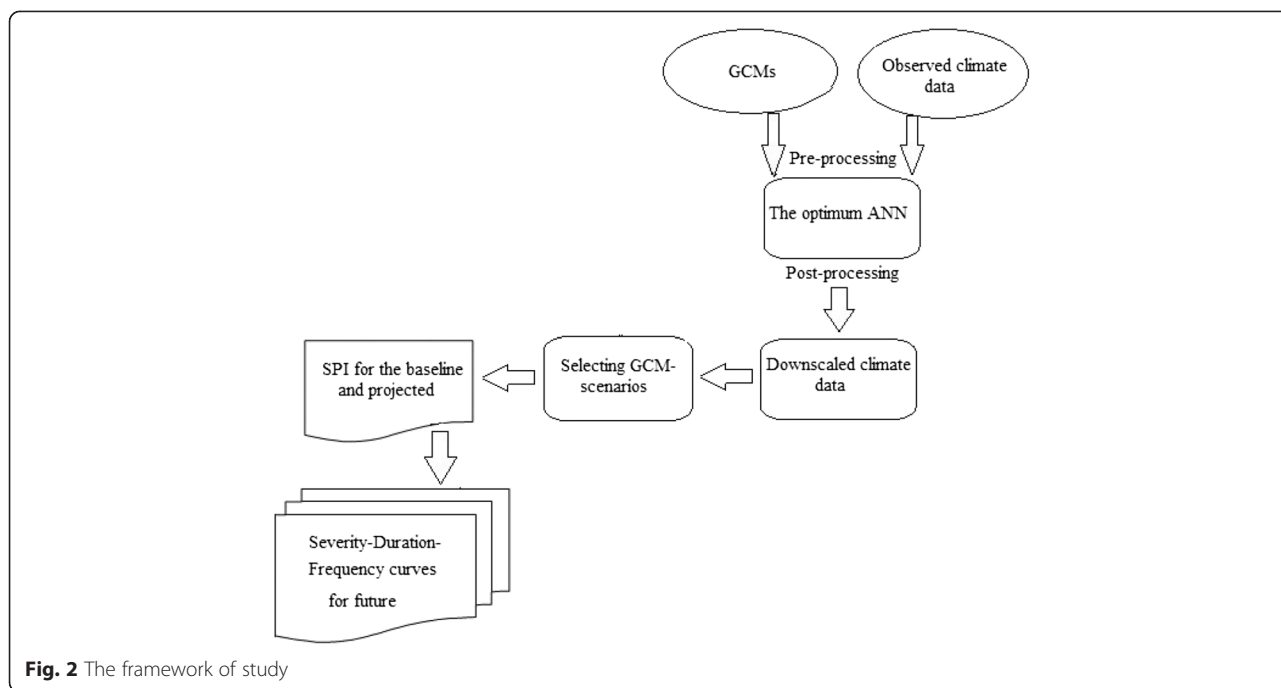 GCMs
Observed climate
data
Pre-processing
The optimum ANN
Post-processing
Downscaled climate
data
Selecting GCM-
scenarios
SPI for the baseline
and projected
Severity-Duration-
Frequency curves
for future
Fig. 2 The framework of study